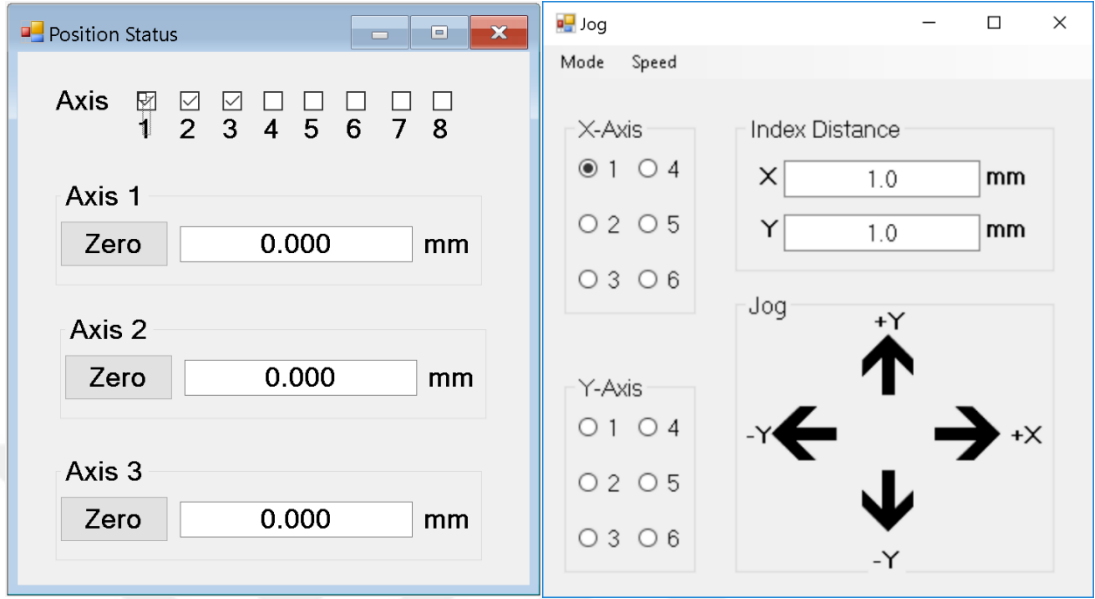 Position Status
Axis
1 2 3 4 5 6 7 8
Axis 1
Zero 0.000 mm
Axis 2
Zero 0.000 mm
Axis 3
Zero 0.000 mm
Jog
Mode Speed
X-Axis
1 4
2 5
3 6
Index Distance
X 1.0 mm
Y 1.0 mm
Y-Axis
1 4
2 5
3 6
Jog
+Y
-Y +X
-Y